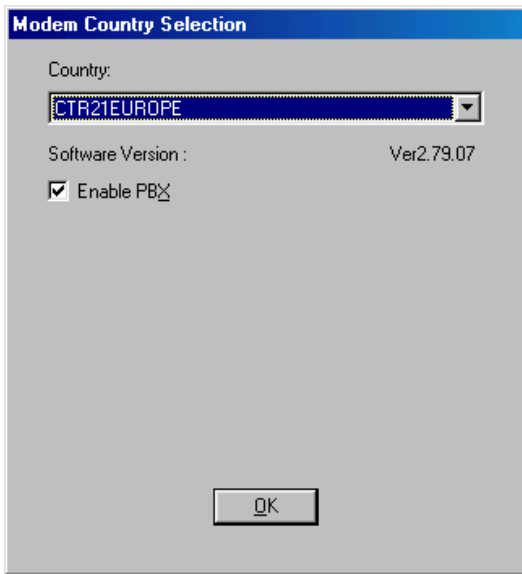 Modem Country Selection
Country:
CTR21EUROPE
Software Version : Ver2.79.07
Enable PBX
OK